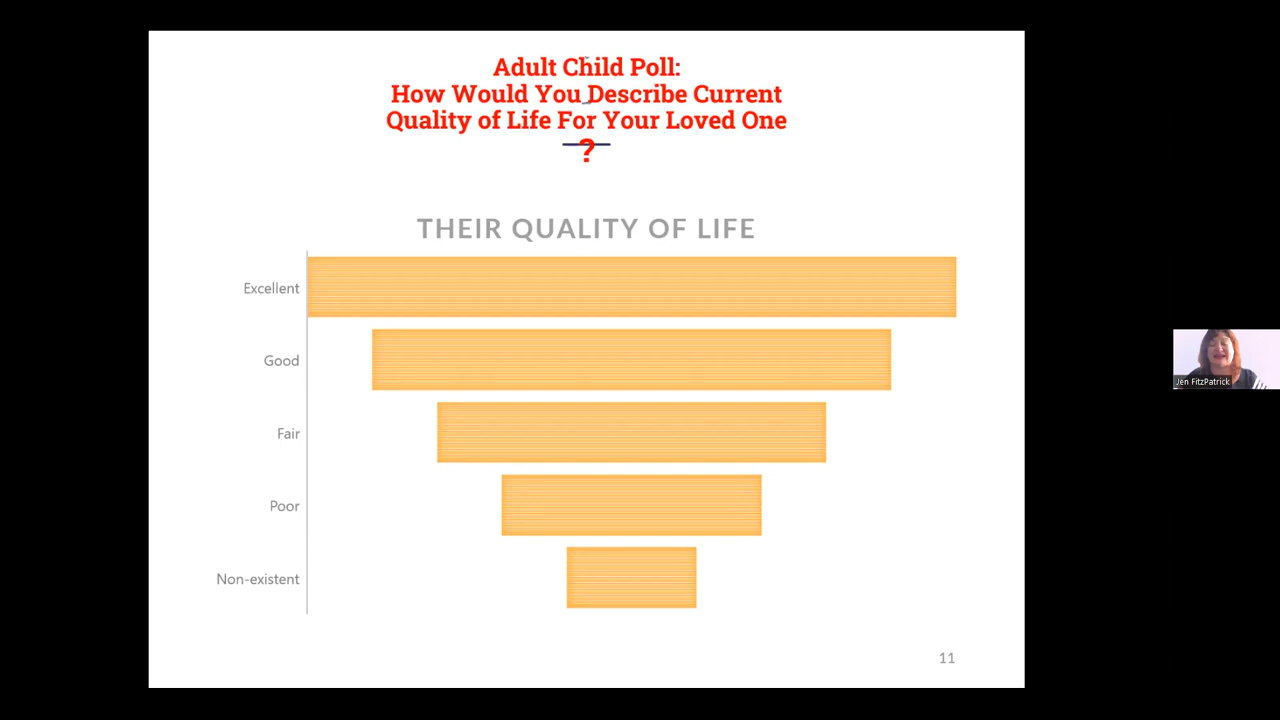 Adult Child Poll:
How Would You Describe Current
Quality of Life For Your Loved One
?
THEIR QUALITY OF LIFE
Excellent
Good
Fair
Poor
Non-existent
11
Jen FitzPatrick